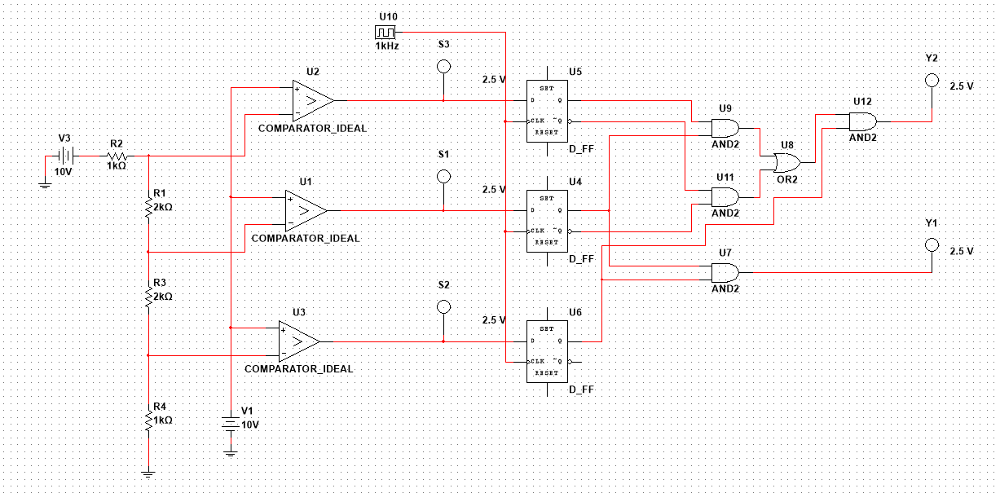 U10
1kHz
S3
Y2
2.5 V
U2
+
>
−
COMPARATOR_IDEAL
2.5 V
U5
SET
D Q
CLK ~Q
RESET
D_FF
U9
AND2
U12
AND2
V3
10V
R2
1kΩ
U8
OR2
S1
U1
+
>
−
COMPARATOR_IDEAL
2.5 V
U4
SET
D Q
CLK ~Q
RESET
D_FF
U11
AND2
R1
2kΩ
Y1
2.5 V
U7
AND2
R3
2kΩ
S2
U3
+
>
−
COMPARATOR_IDEAL
2.5 V
U6
SET
D Q
CLK ~Q
RESET
D_FF
R4
1kΩ
V1
10V